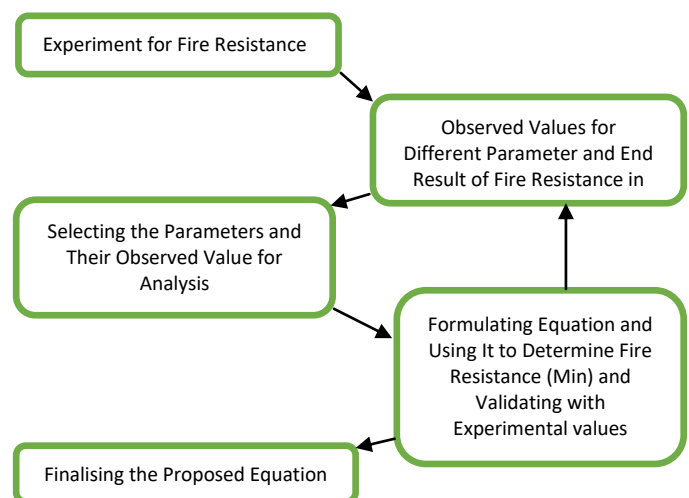 Experiment for Fire Resistance
Observed Values for
Different Parameter and End
Result of Fire Resistance in
Selecting the Parameters and
Their Observed Value for
Analysis
Formulating Equation and
Using It to Determine Fire
Resistance (Min) and
Validating with
Experimental values
Finalising the Proposed Equation